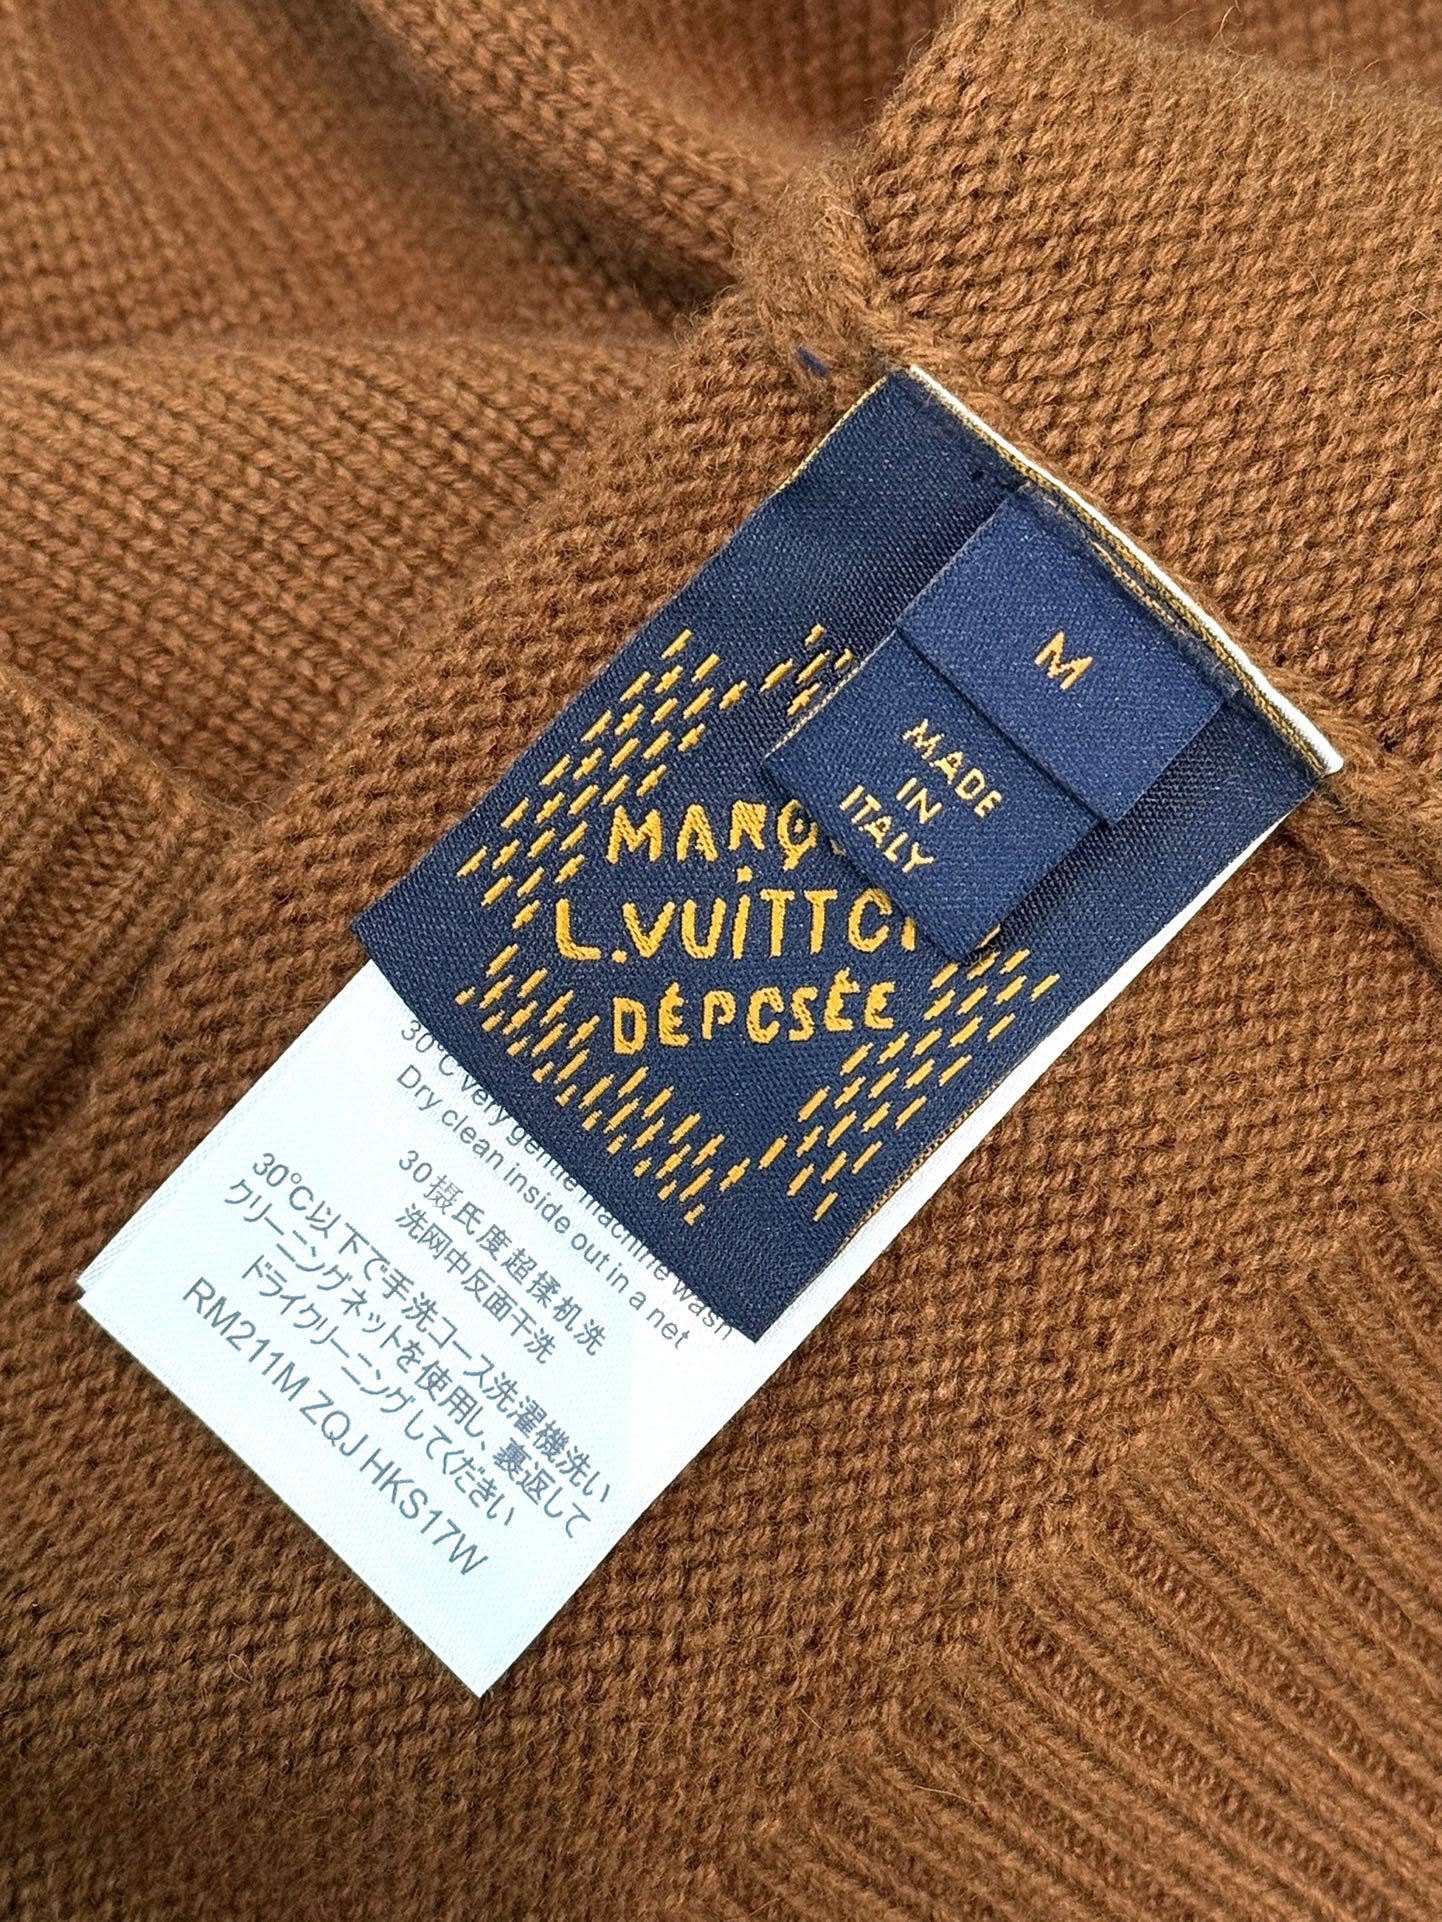 M
MADE
IN
ITALY
MARQ
L.VUITTO
DÉPOSÉE
30°C very gentle machine wash
Dry clean inside out in a net
30摄氏度超揉机洗
洗网中反面干洗
30℃以下で手洗コース洗濯機洗い
クリーニングネットを使用し、裏返して
ドライクリーニングしてください
RM211M ZQJ HKS17W